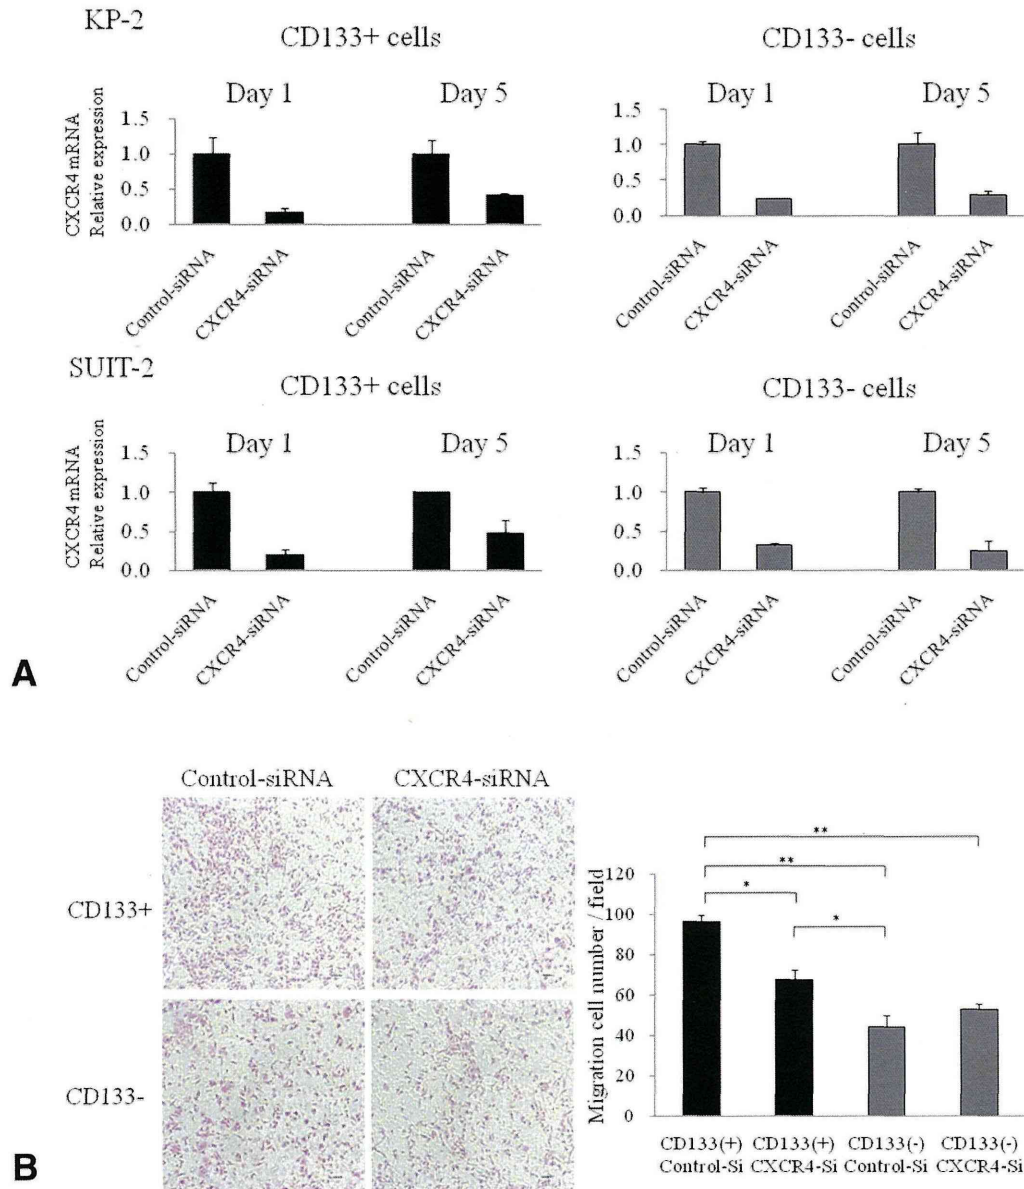 KP-2
CD133+ cells
CD133- cells
Day 1
Day 5
Day 1
Day 5
CXCR4 mRNA
Relative expression
1.5
1.0
0.5
0.0
1.5
1.0
0.5
0.0
Control-siRNA
CXCR4-siRNA
Control-siRNA
CXCR4-siRNA
Control-siRNA
CXCR4-siRNA
Control-siRNA
CXCR4-siRNA
SUIT-2
CD133+ cells
CD133- cells
Day 1
Day 5
Day 1
Day 5
CXCR4 mRNA
Relative expression
1.5
1.0
0.5
0.0
1.5
1.0
0.5
0.0
Control-siRNA
CXCR4-siRNA
Control-siRNA
CXCR4-siRNA
Control-siRNA
CXCR4-siRNA
Control-siRNA
CXCR4-siRNA
A
Control-siRNA
CXCR4-siRNA
CD133+
CD133-
**
**
*
*
Migration cell number / field
120
100
80
60
40
20
0
CD133(+) CD133(+) CD133(-) CD133(-)
Control-Si CXCR4-Si Control-Si CXCR4-Si
B